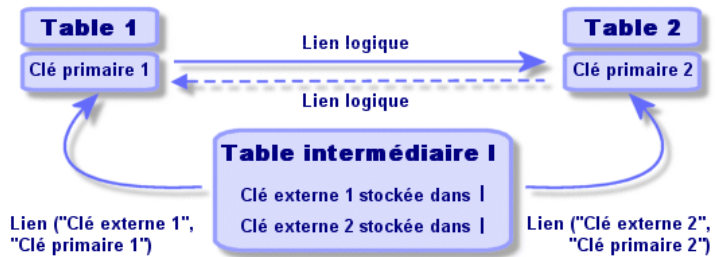 Table 1
Table 2
Lien logique
Clé primaire 1
Clé primaire 2
Lien logique
Table intermédiaire I
Clé externe 1 stockée dans I
Clé externe 2 stockée dans I
Lien ("Clé externe 1",
"Clé primaire 1")
Lien ("Clé externe 2",
"Clé primaire 2")